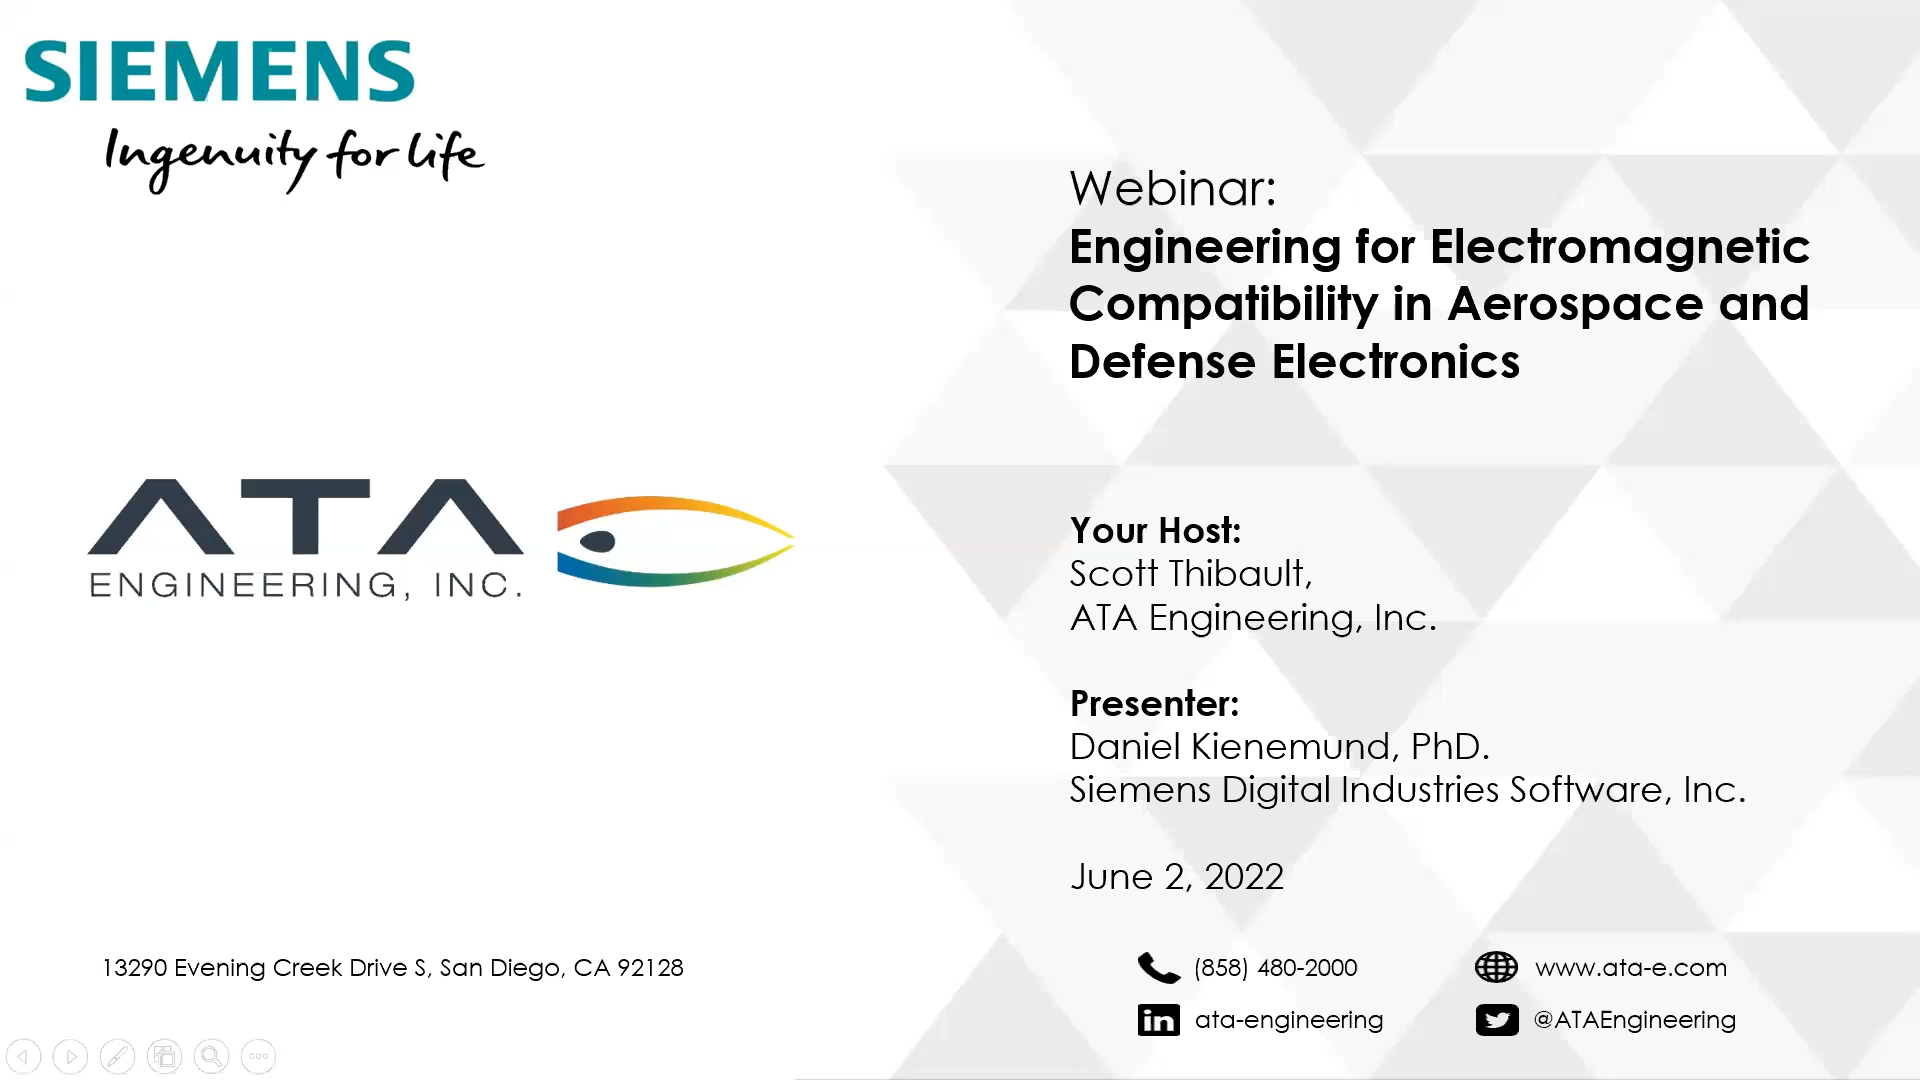 SIEMENS
Ingenuity for life
Webinar:
Engineering for Electromagnetic
Compatibility in Aerospace and
Defense Electronics
ATA
ENGINEERING, INC.
Your Host:
Scott Thibault,
ATA Engineering, Inc.
Presenter:
Daniel Kienemund, PhD.
Siemens Digital Industries Software, Inc.
June 2, 2022
13290 Evening Creek Drive S, San Diego, CA 92128
(858) 480-2000
www.ata-e.com
in ata-engineering
@ATAEngineering